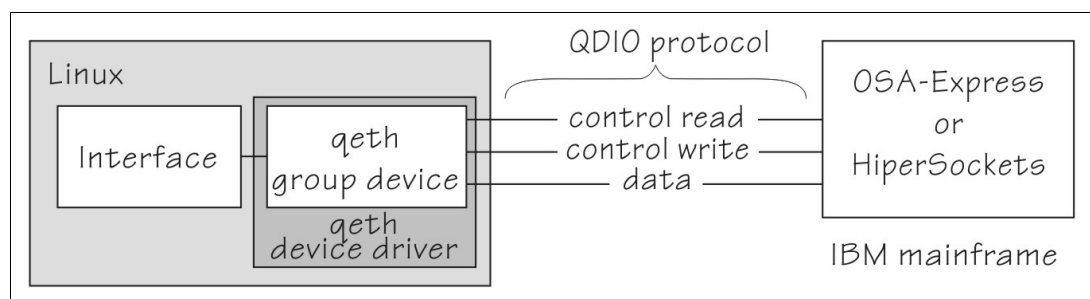 Linux
Interface
qeth
group device
qeth
device driver
QDIO protocol
control read
control write
data
OSA-Express
or
HiperSockets
IBM mainframe